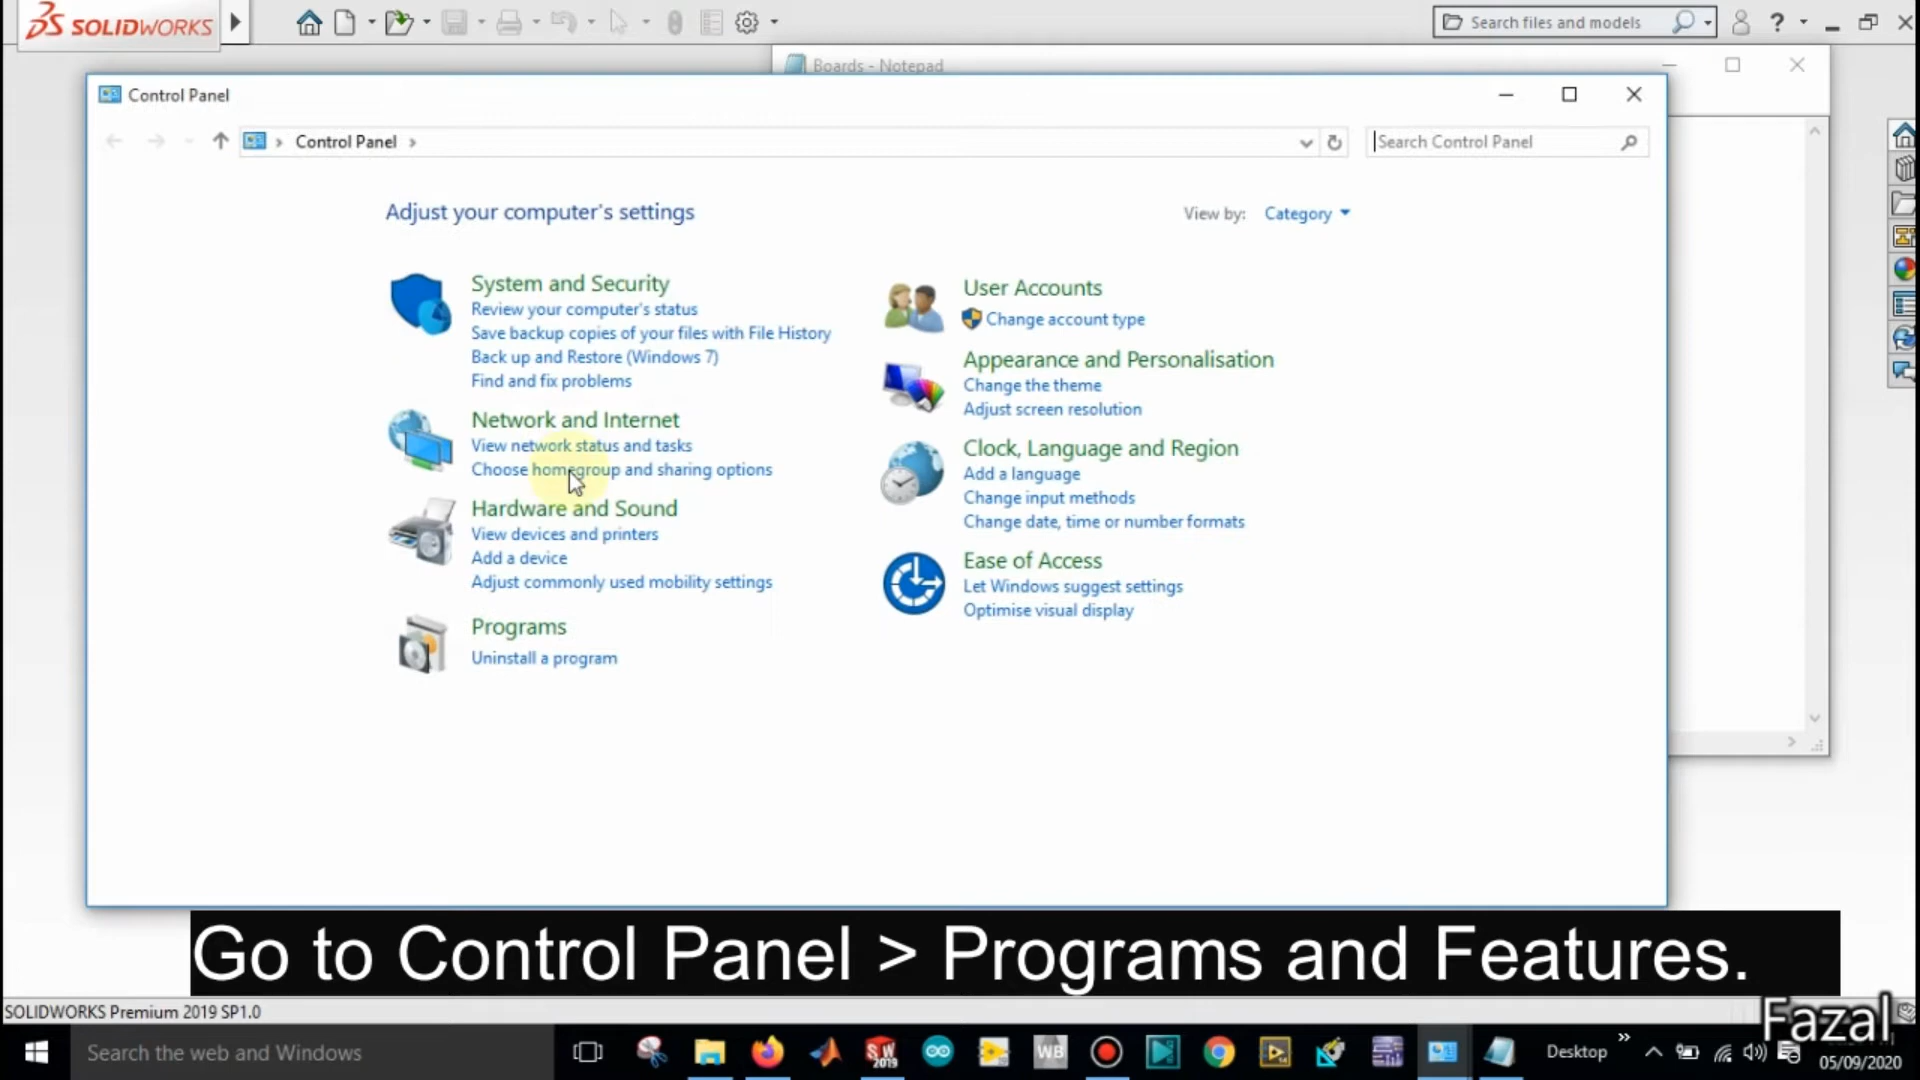 SOLIDWORKS
Search files and models
Boards - Notepad
Control Panel
Control Panel
Search Control Panel
Adjust your computer's settings
View by: Category
System and Security
Review your computer's status
Save backup copies of your files with File History
Back up and Restore (Windows 7)
Find and fix problems
Network and Internet
View network status and tasks
Choose homegroup and sharing options
Hardware and Sound
View devices and printers
Add a device
Adjust commonly used mobility settings
Programs
Uninstall a program
User Accounts
Change account type
Appearance and Personalisation
Change the theme
Adjust screen resolution
Clock, Language and Region
Add a language
Change input methods
Change date, time or number formats
Ease of Access
Let Windows suggest settings
Optimise visual display
Go to Control Panel > Programs and Features.
SOLIDWORKS Premium 2019 SP1.0
Fazal
Search the web and Windows
SW
2019
WB
Desktop
05/09/2020